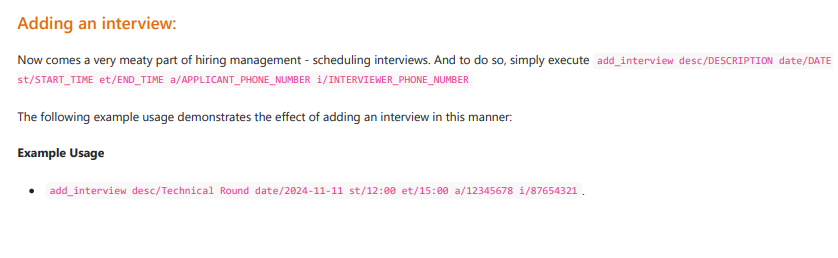 Adding an interview:
Now comes a very meaty part of hiring management - scheduling interviews. And to do so, simply execute add_interview desc/DESCRIPTION date/DATE
st/START_TIME et/END_TIME a/APPLICANT_PHONE_NUMBER i/INTERVIEWER_PHONE_NUMBER
The following example usage demonstrates the effect of adding an interview in this manner:
Example Usage
• add_interview desc/Technical Round date/2024-11-11 st/12:00 et/15:00 a/12345678 i/87654321 .